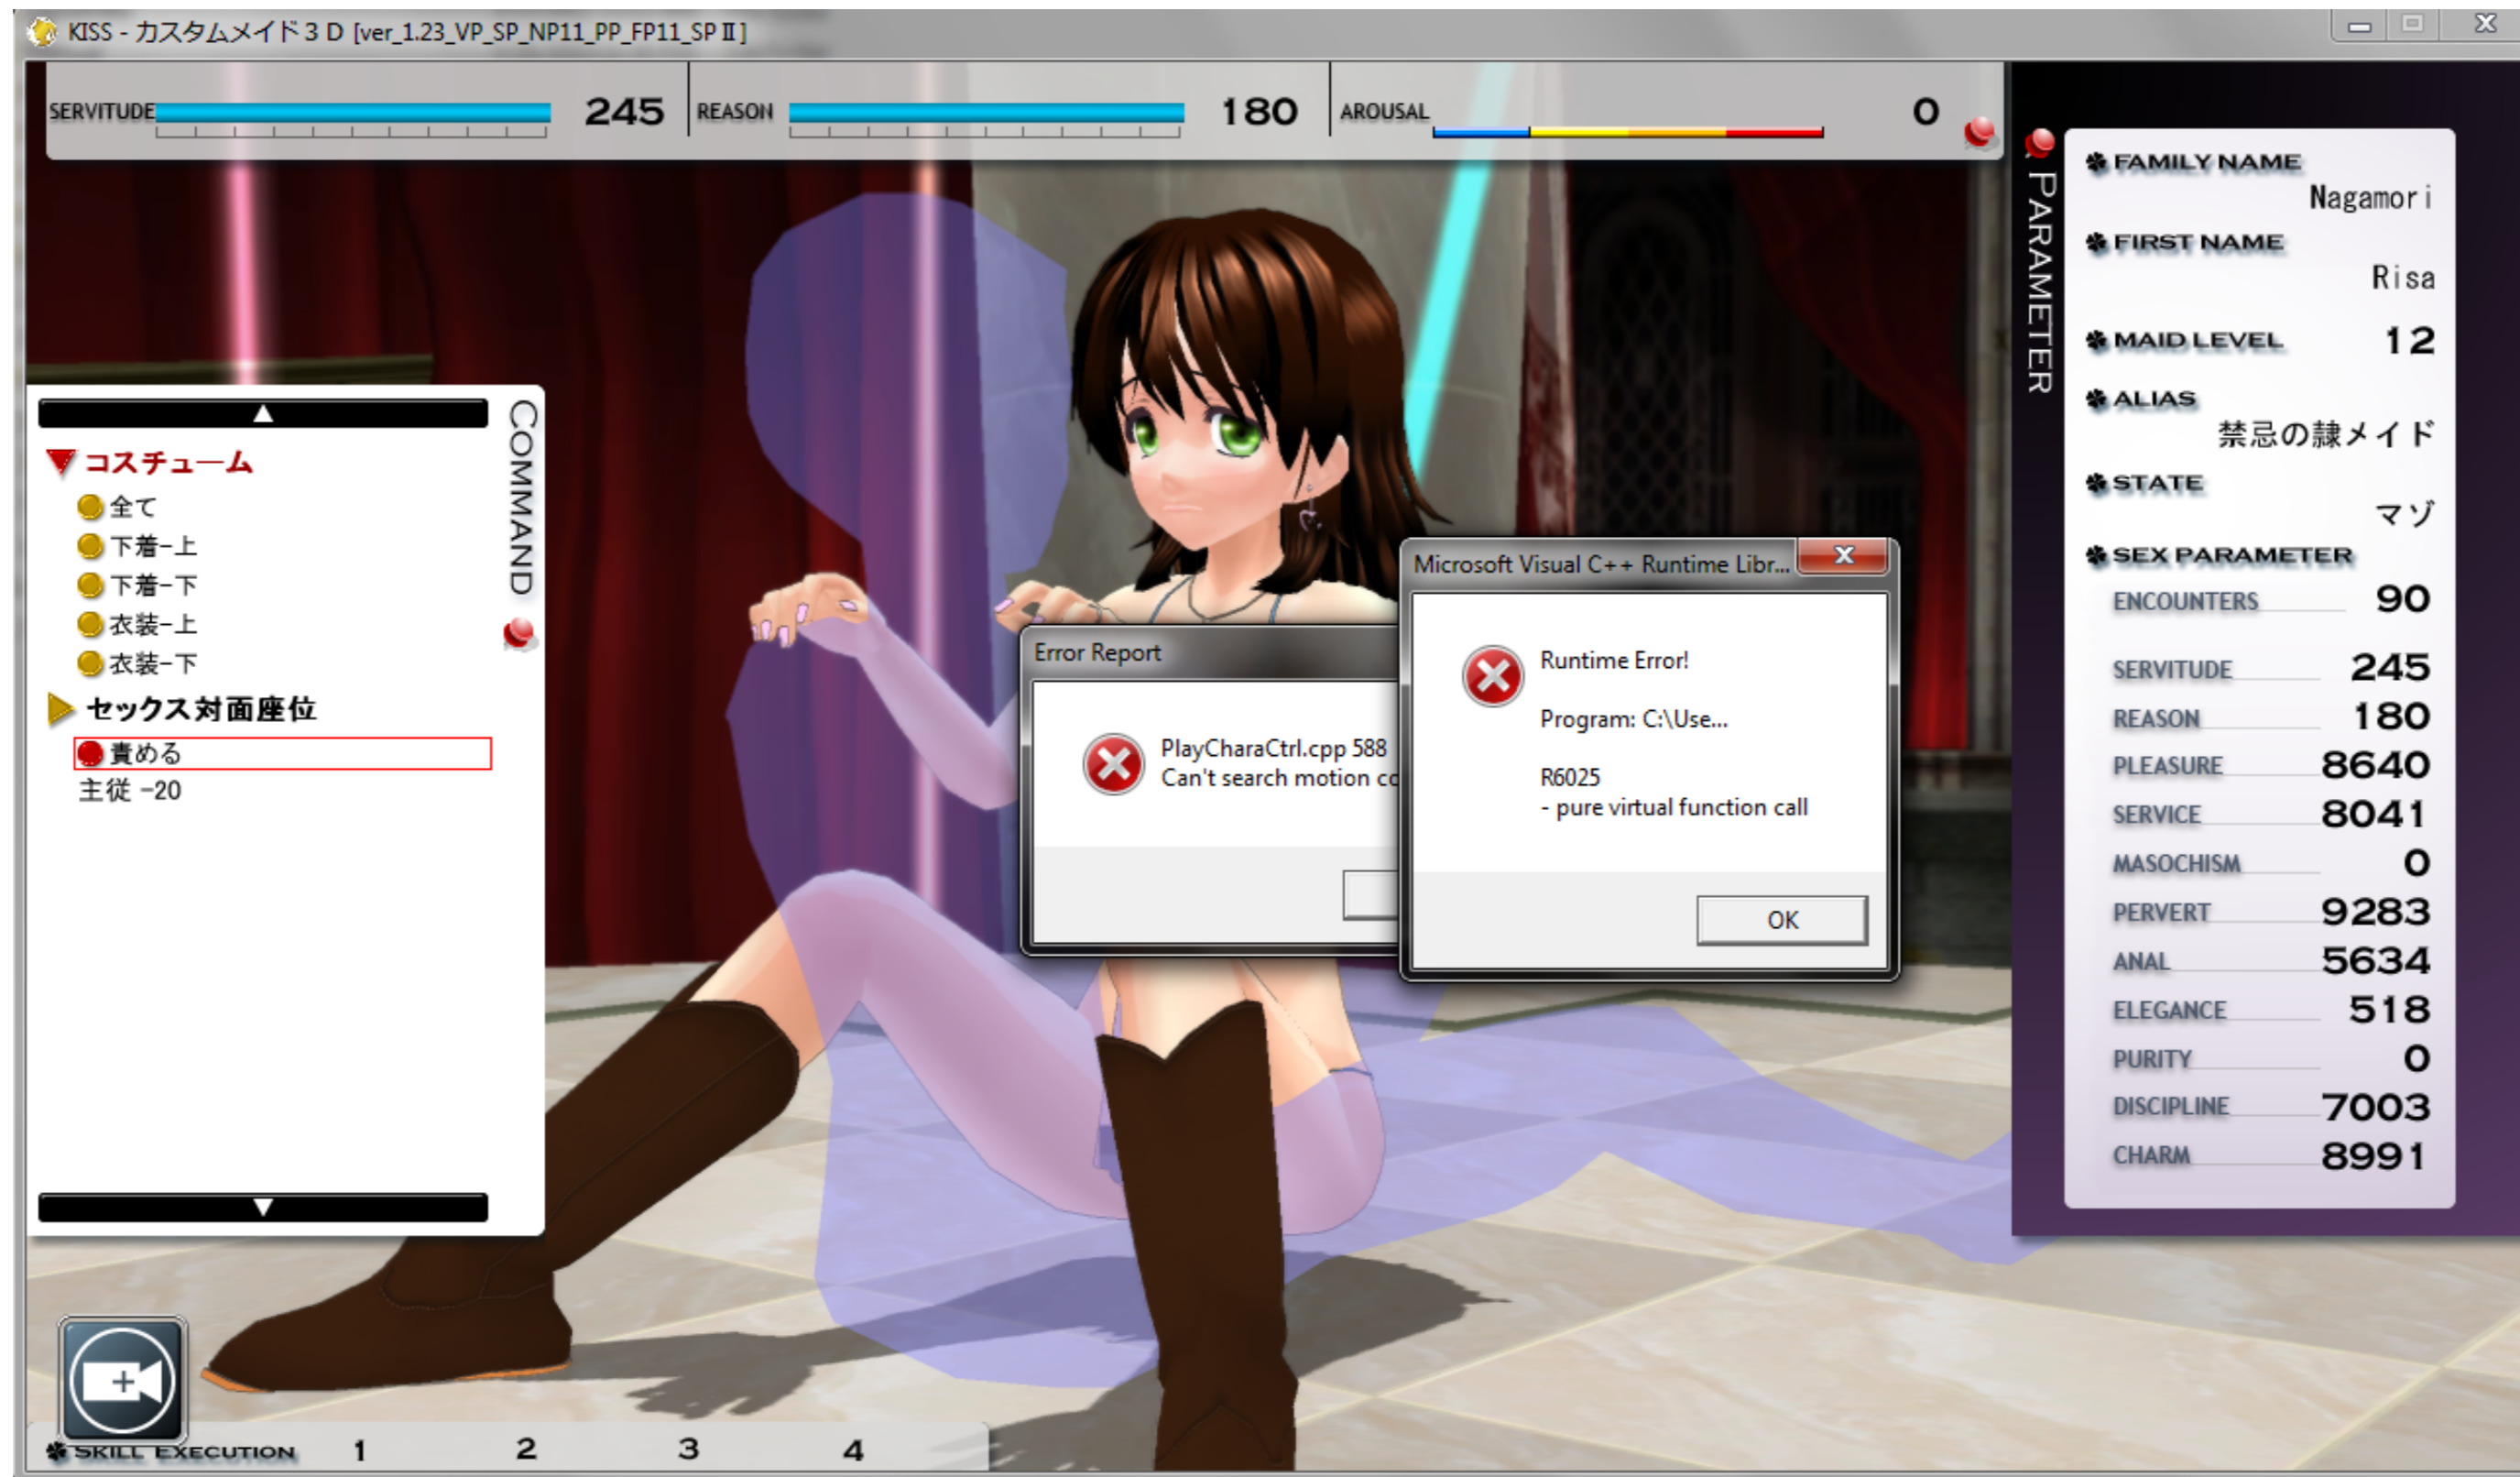 KISS - カスタムメイド３Ｄ [ver_1.23_VP_SP_NP11_PP_FP11_SPⅡ]
SERVITUDE 245 REASON 180 AROUSAL 0
COMMAND
コスチューム
全て
下着-上
下着-下
衣装-上
衣装-下
セックス対面座位
責める
主従 -20
Error Report
PlayCharaCtrl.cpp 588
Can't search motion
Microsoft Visual C++ Runtime Libr...
Runtime Error!
Program: C:\Use...
R6025
- pure virtual function call
OK
PARAMETER
FAMILY NAME
Nagamori
FIRST NAME
Risa
MAID LEVEL 12
ALIAS
禁忌の隷メイド
STATE
マゾ
SEX PARAMETER
ENCOUNTERS 90
SERVITUDE 245
REASON 180
PLEASURE 8640
SERVICE 8041
MASOCHISM 0
PERVERT 9283
ANAL 5634
ELEGANCE 518
PURITY 0
DISCIPLINE 7003
CHARM 8991
SKILL EXECUTION 1 2 3 4